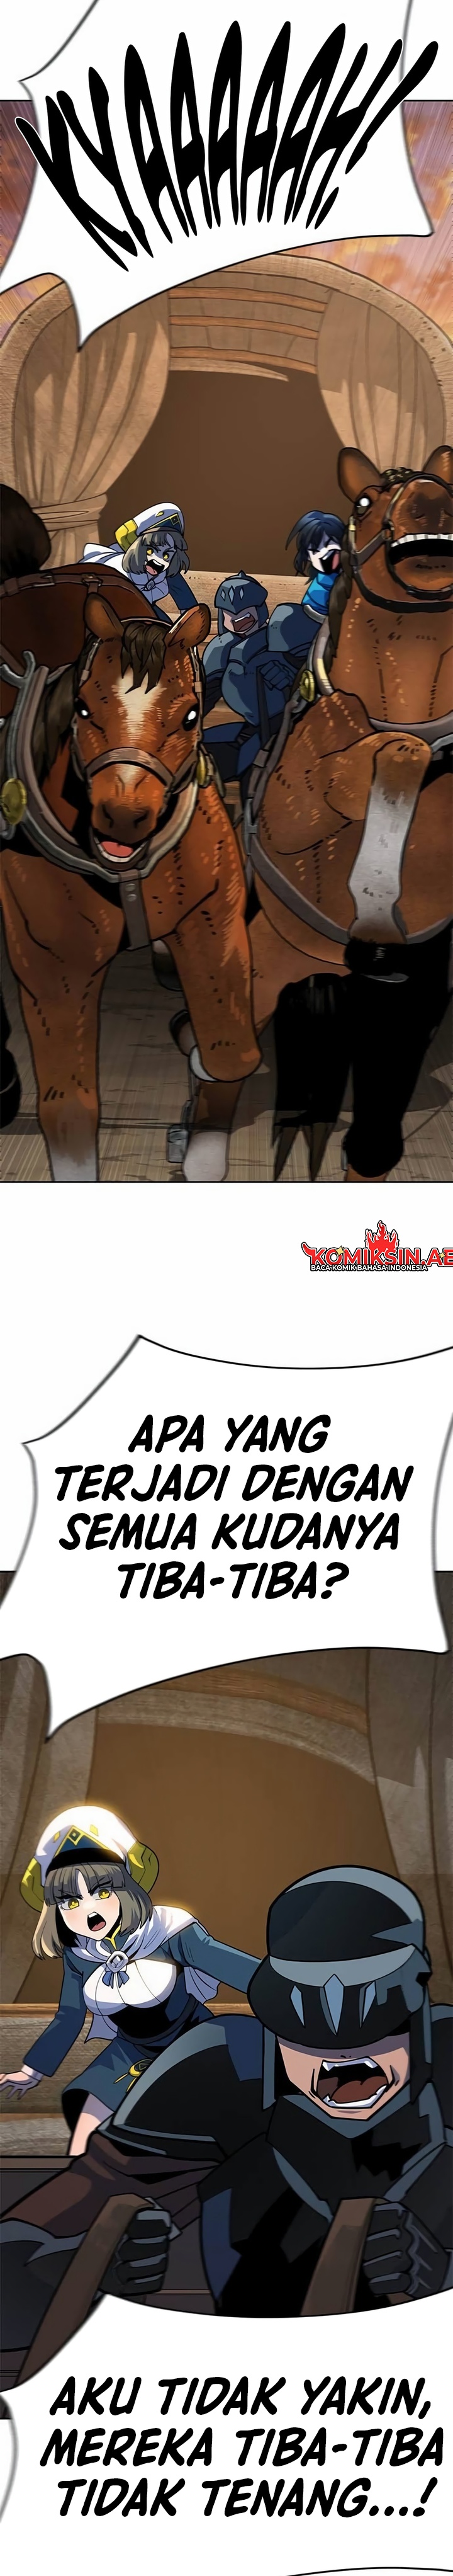 KYAAAAAAH!!
KOMIKSIN.AE
BACA KOMIK BAHASA INDONESIA
APA YANG
TERJADI DENGAN
SEMUA KUDANYA
TIBA-TIBA?
AKU TIDAK YAKIN,
MEREKA TIBA-TIBA
TIDAK TENANG...!